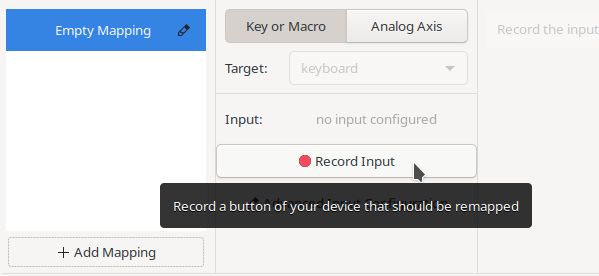 Empty Mapping
Key or Macro
Analog Axis
Target:
keyboard
Input:
no input configured
Record Input
Record a button of your device that should be remapped
Add Mapping
Record the input